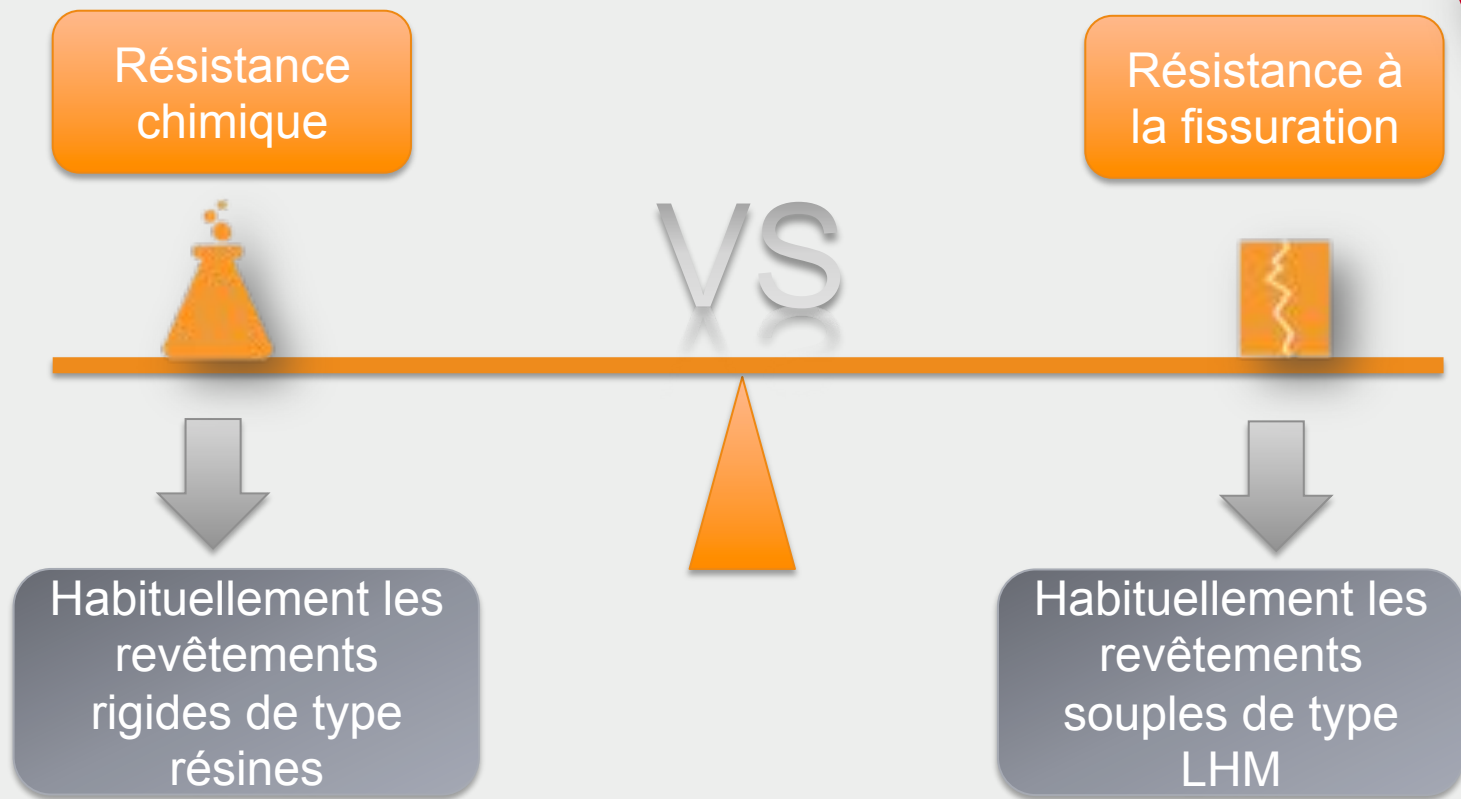 Résistance
chimique
Résistance à
la fissuration
VS
Habituellement les
revêtements
rigides de type
résines
Habituellement les
revêtements
souples de type
LHM